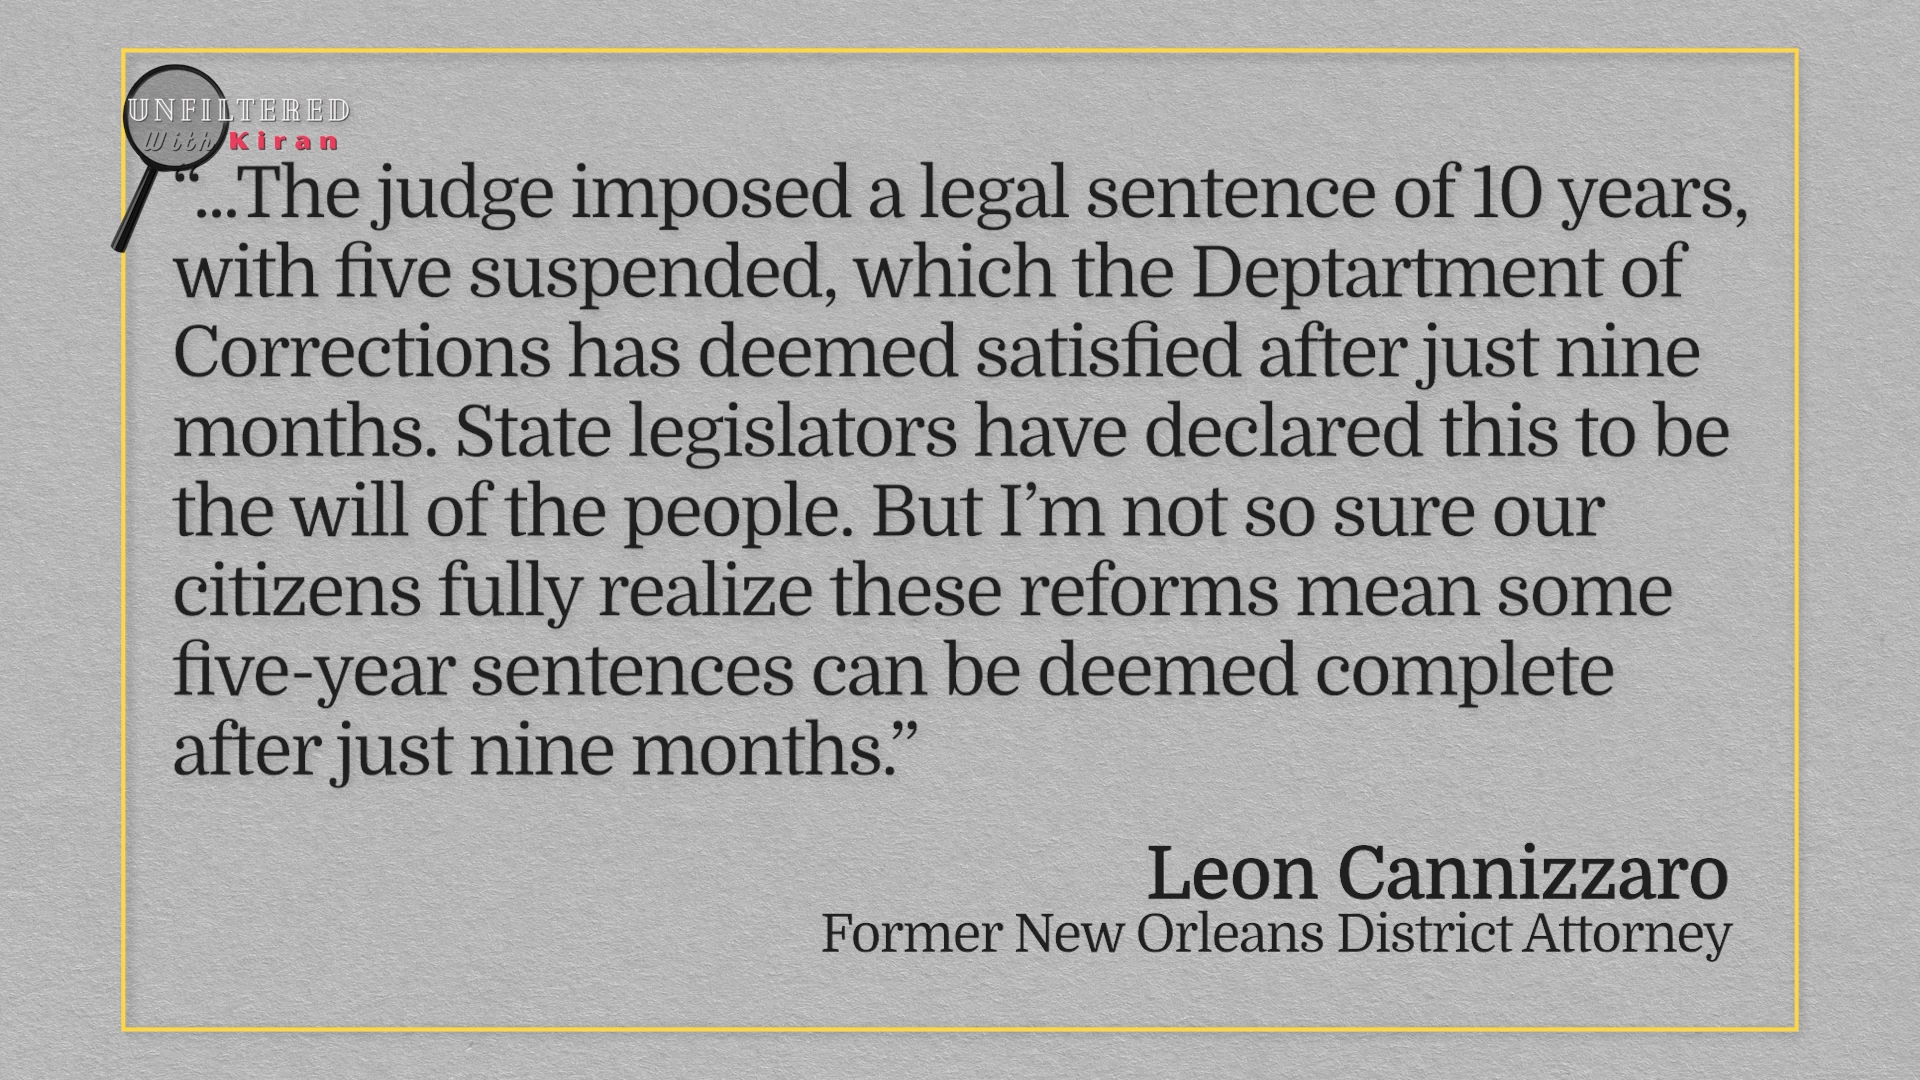 UNFILTERED
With Kiran
“...The judge imposed a legal sentence of 10 years,
with five suspended, which the Deptartment of
Corrections has deemed satisfied after just nine
months. State legislators have declared this to be
the will of the people. But I’m not so sure our
citizens fully realize these reforms mean some
five-year sentences can be deemed complete
after just nine months.”
Leon Cannizzaro
Former New Orleans District Attorney